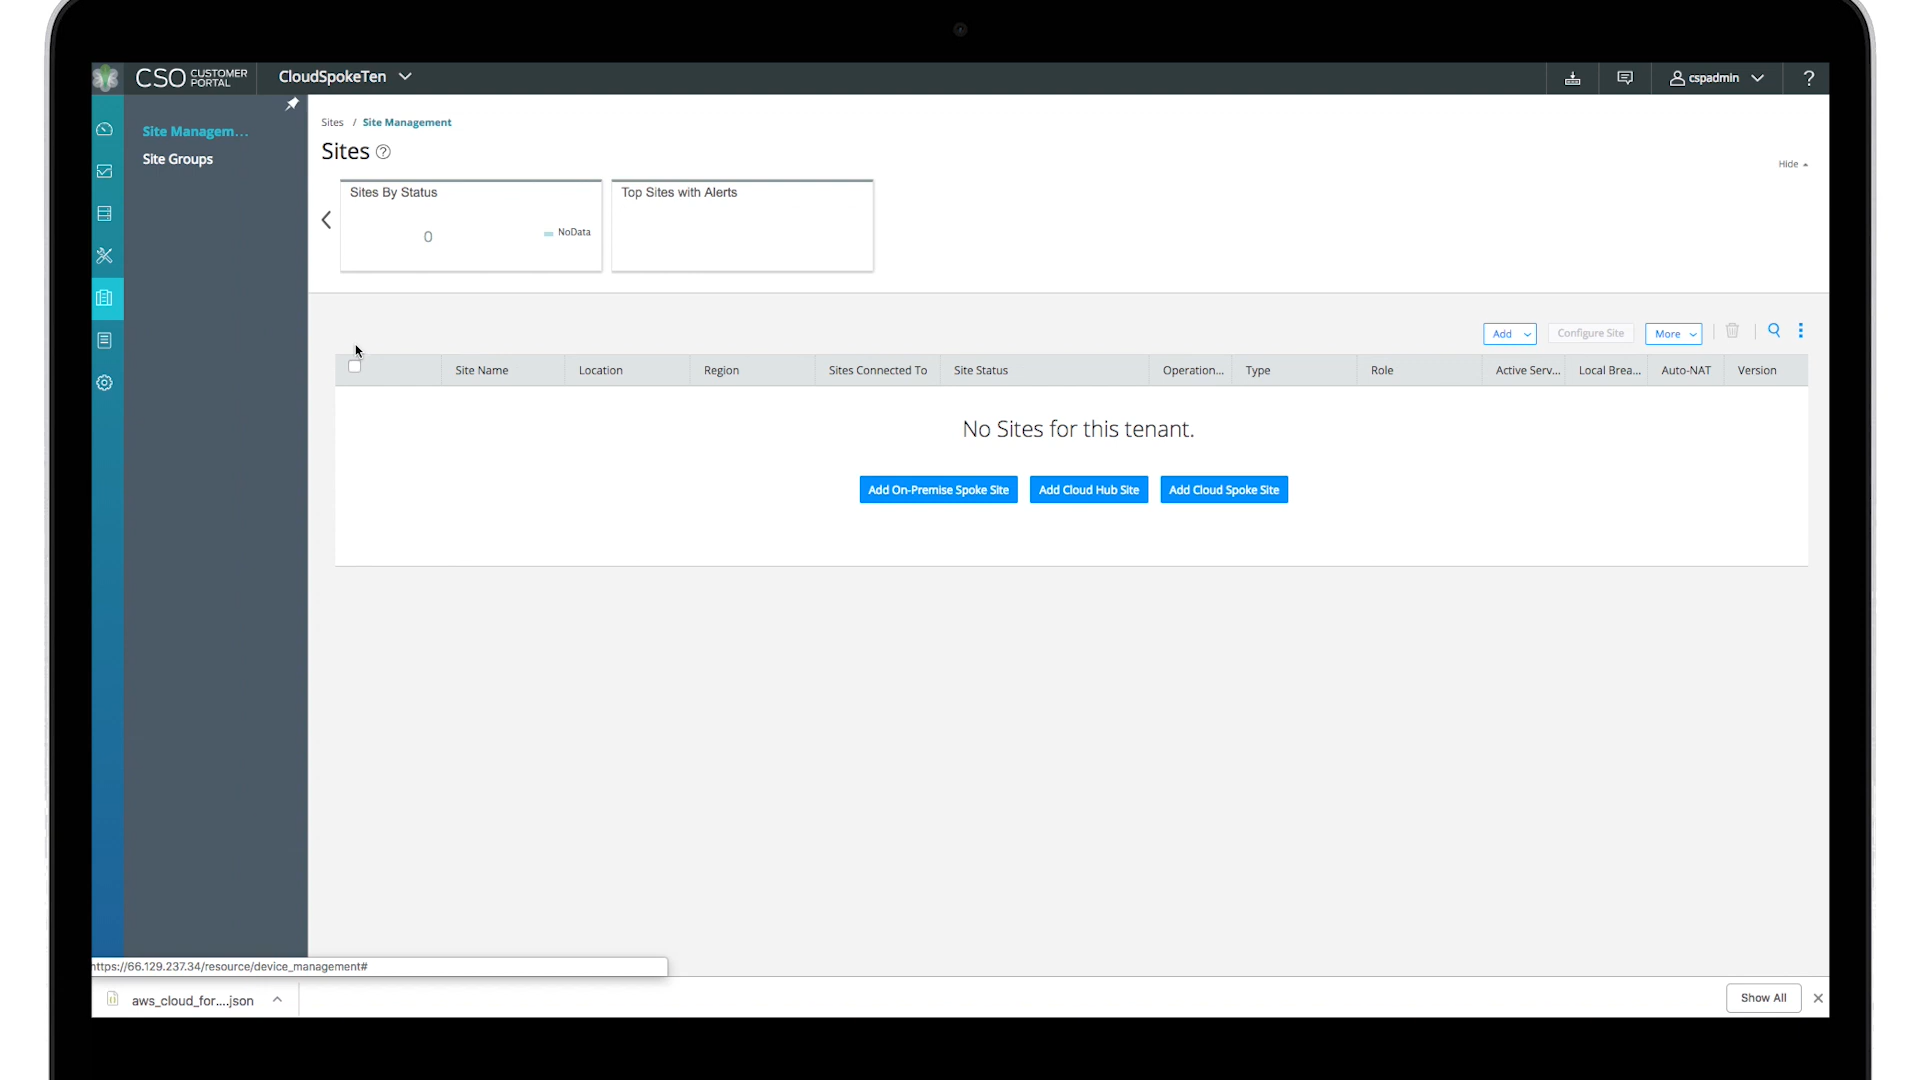 CSO CUSTOMER PORTAL
CloudSpokeTen
cspadmin
?
Site Managem...
Site Groups
Sites / Site Management
Sites ?
Hide
Sites By Status
0
NoData
Top Sites with Alerts
Add
Configure Site
More
Site Name
Location
Region
Sites Connected To
Site Status
Operation...
Type
Role
Active Serv...
Local Brea...
Auto-NAT
Version
No Sites for this tenant.
Add On-Premise Spoke Site
Add Cloud Hub Site
Add Cloud Spoke Site
https://66.129.237.34/resource/device_management#
aws_cloud_for....json
Show All